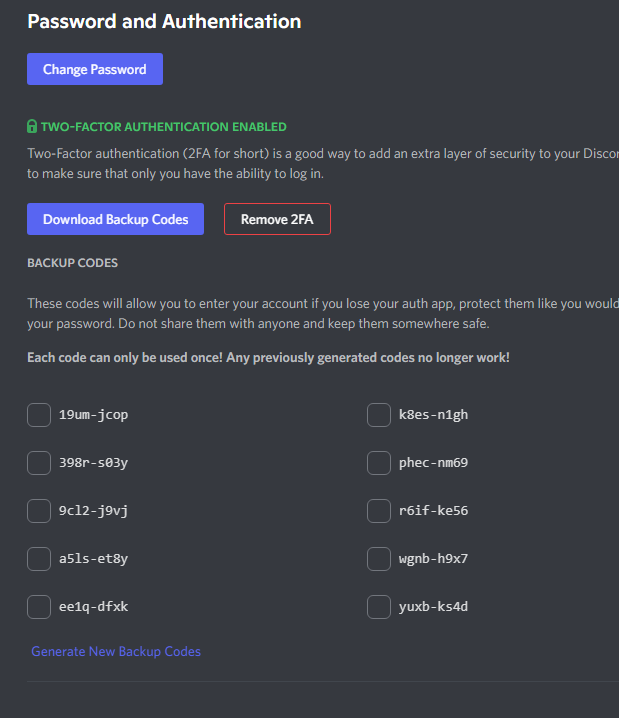 Password and Authentication
Change Password
TWO-FACTOR AUTHENTICATION ENABLED
Two-Factor authentication (2FA for short) is a good way to add an extra layer of security to your Discor
to make sure that only you have the ability to log in.
Download Backup Codes Remove 2FA
BACKUP CODES
These codes will allow you to enter your account if you lose your auth app, protect them like you would
your password. Do not share them with anyone and keep them somewhere safe.
Each code can only be used once! Any previously generated codes no longer work!
19um-jcop k8es-n1gh
398r-s03y phec-nm69
9cl2-j9vj r6if-ke56
a5ls-et8y wgnb-h9x7
ee1q-dfxk yuxb-ks4d
Generate New Backup Codes